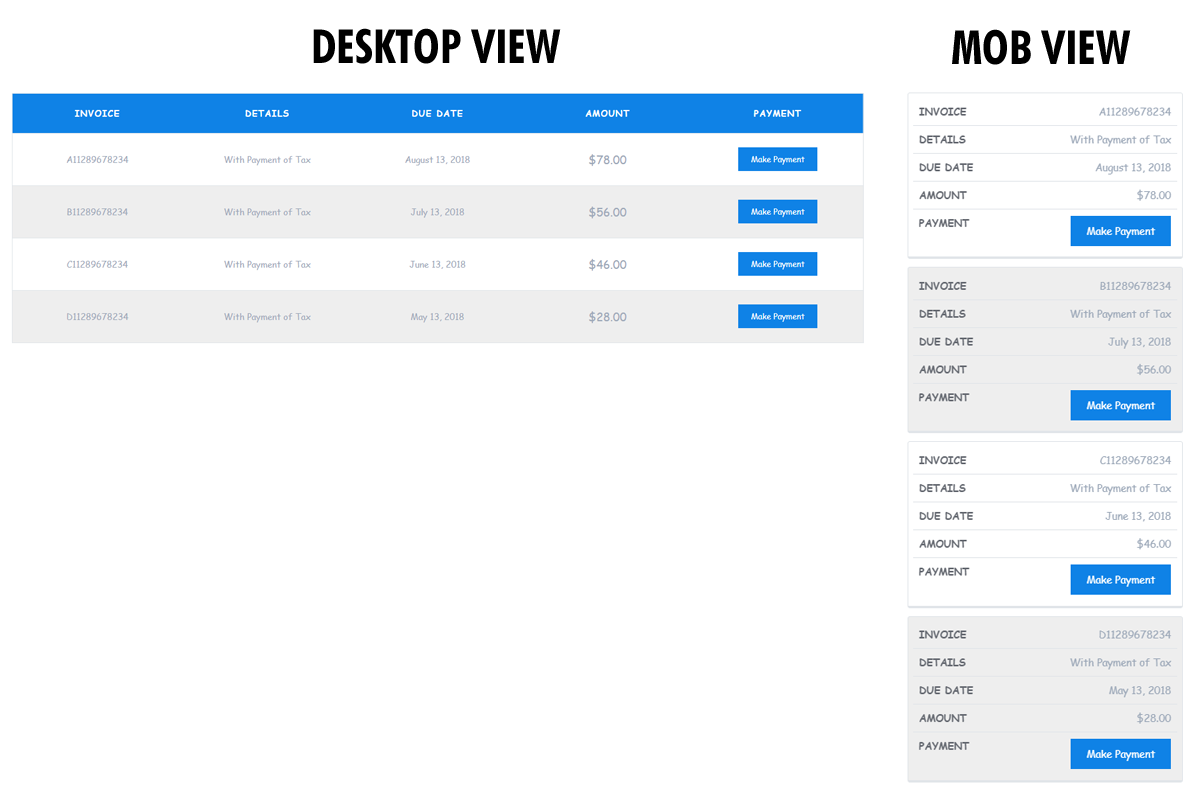 DESKTOP VIEW
INVOICE DETAILS DUE DATE AMOUNT PAYMENT
A11289678234 With Payment of Tax August 13, 2018 $78.00 Make Payment
B11289678234 With Payment of Tax July 13, 2018 $56.00 Make Payment
C11289678234 With Payment of Tax June 13, 2018 $46.00 Make Payment
D11289678234 With Payment of Tax May 13, 2018 $28.00 Make Payment
MOB VIEW
INVOICE A11289678234
DETAILS With Payment of Tax
DUE DATE August 13, 2018
AMOUNT $78.00
PAYMENT Make Payment
INVOICE B11289678234
DETAILS With Payment of Tax
DUE DATE July 13, 2018
AMOUNT $56.00
PAYMENT Make Payment
INVOICE C11289678234
DETAILS With Payment of Tax
DUE DATE June 13, 2018
AMOUNT $46.00
PAYMENT Make Payment
INVOICE D11289678234
DETAILS With Payment of Tax
DUE DATE May 13, 2018
AMOUNT $28.00
PAYMENT Make Payment